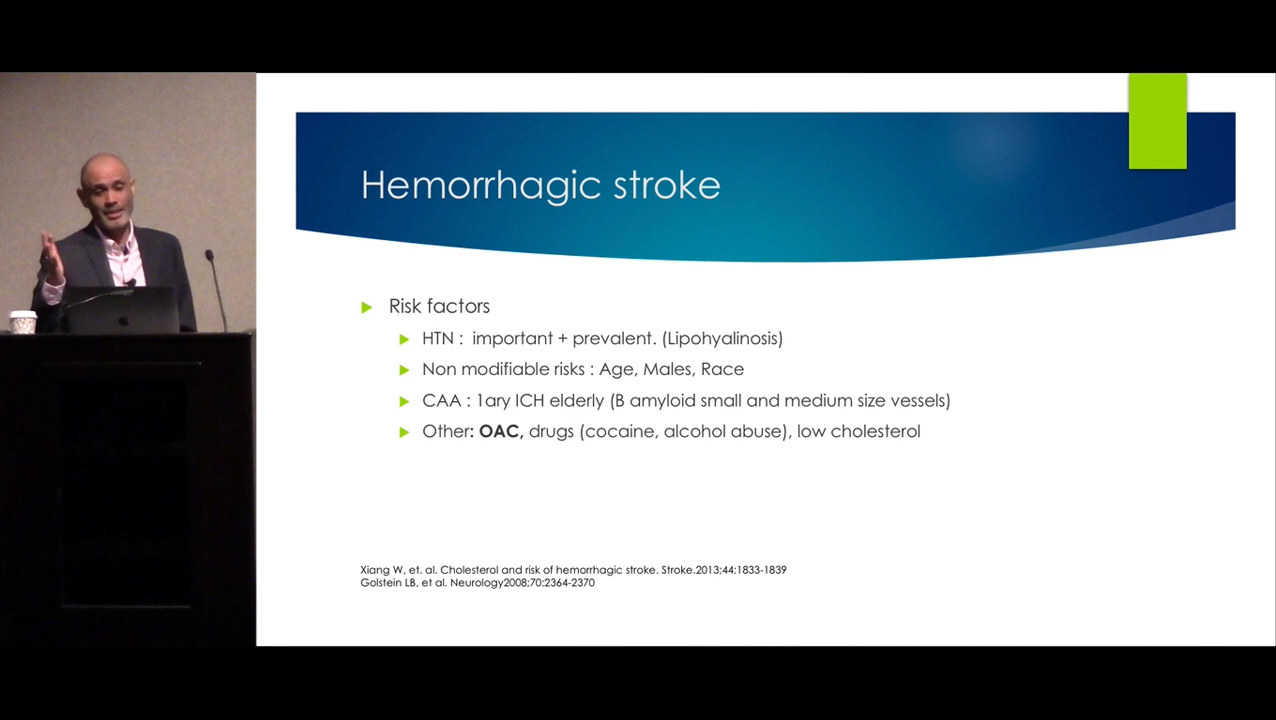 Hemorrhagic stroke
Risk factors
HTN : important + prevalent. (Lipohyalinosis)
Non modifiable risks : Age, Males, Race
CAA : 1ary ICH elderly (B amyloid small and medium size vessels)
Other: OAC, drugs (cocaine, alcohol abuse), low cholesterol
Xiang W, et. al. Cholesterol and risk of hemorrhagic stroke. Stroke.2013;44:1833-1839
Golstein LB, et al. Neurology2008;70:2364-2370